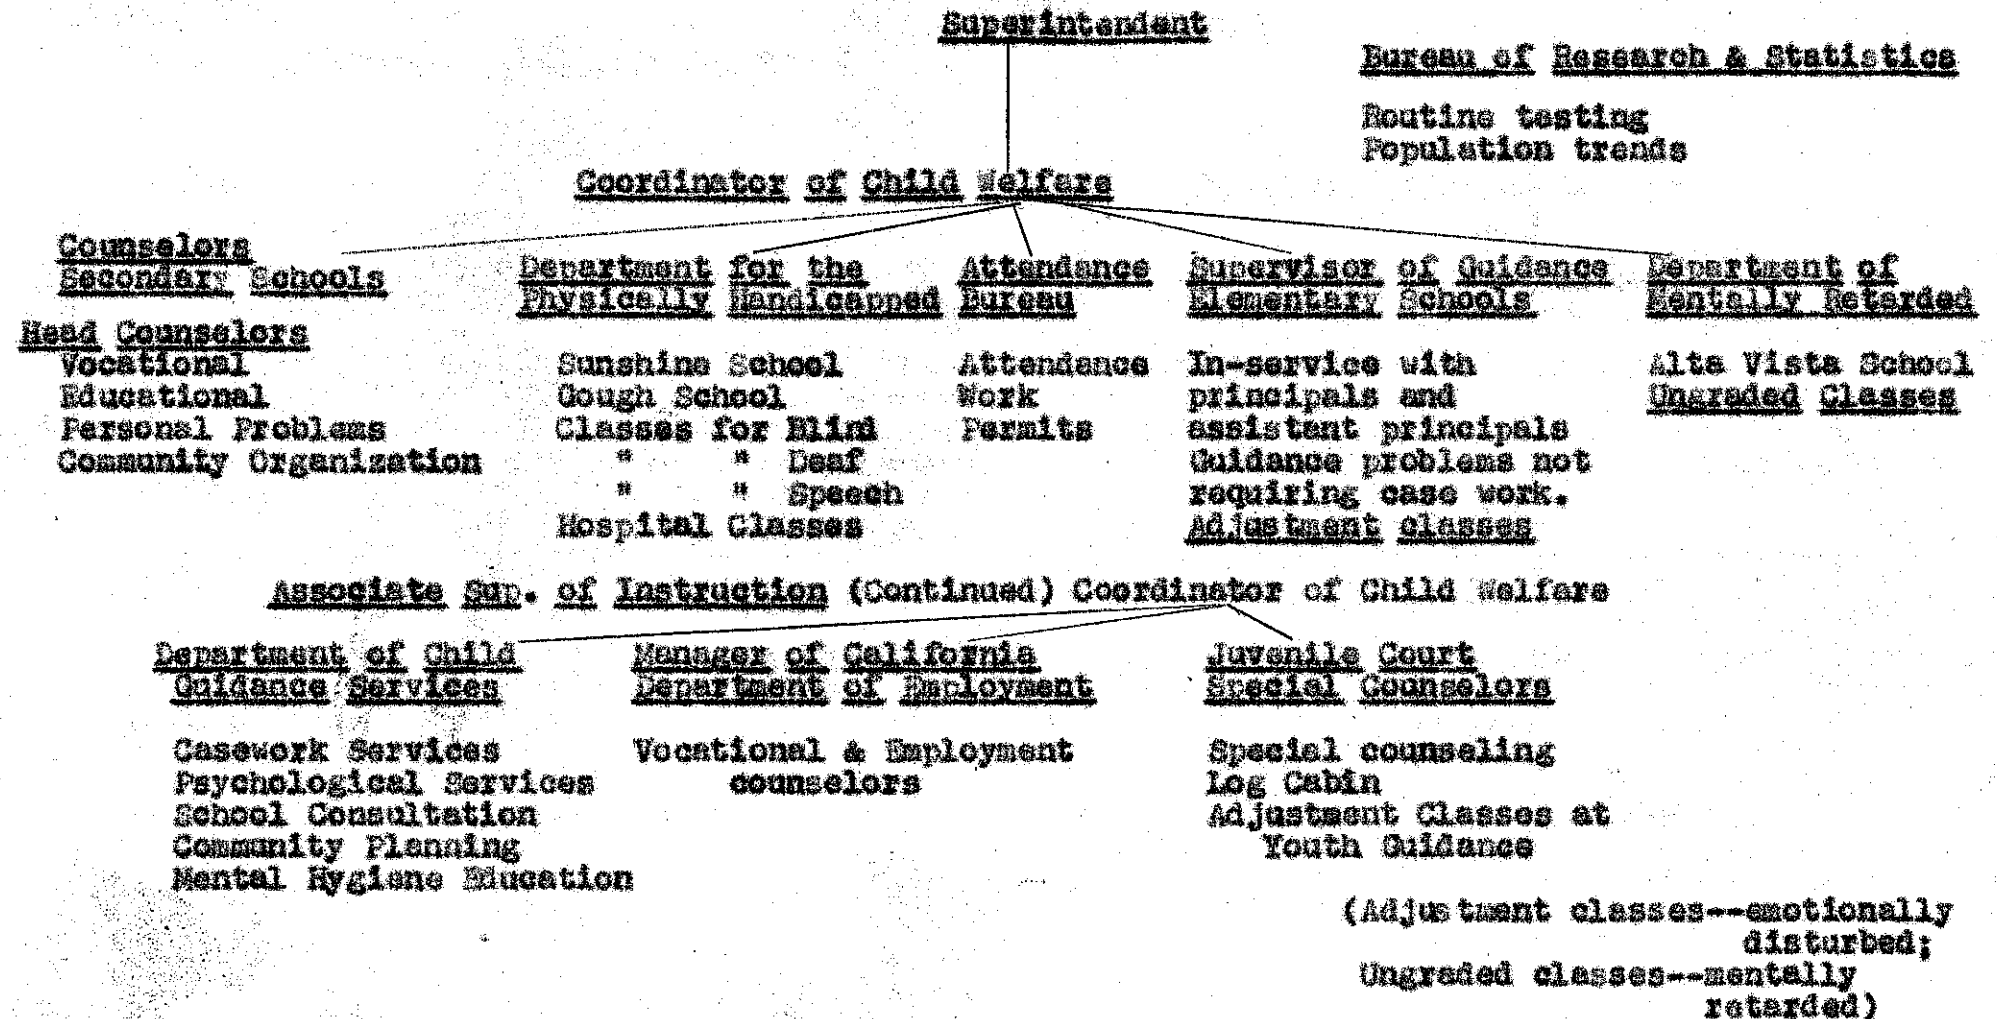 Superintendent
Bureau of Research & Statistics
Routine testing
Population trends
Coordinator of Child Welfare
Counselors
Secondary Schools
Head Counselors
Vocational
Educational
Personal Problems
Community Organization
Department for the
Physically Handicapped
Sunshine School
Gough School
Classes for Blind
" " Deaf
" " Speech
Hospital Classes
Attendance
Bureau
Attendance
Work
Permits
Supervisor of Guidance
Elementary Schools
In-service with
principals and
assistant principals
Guidance problems not
requiring case work.
Adjustment classes
Department of
Mentally Retarded
Alta Vista School
Ungraded Classes
Associate Sup. of Instruction (Continued) Coordinator of Child Welfare
Department of Child
Guidance Services
Casework Services
Psychological Services
School Consultation
Community Planning
Mental Hygiene Education
Manager of California
Department of Employment
Vocational & Employment
counselors
Juvenile Court
Special Counselors
Special counseling
Log Cabin
Adjustment Classes at
Youth Guidance
(Adjustment classes--emotionally
disturbed;
Ungraded classes--mentally
retarded)